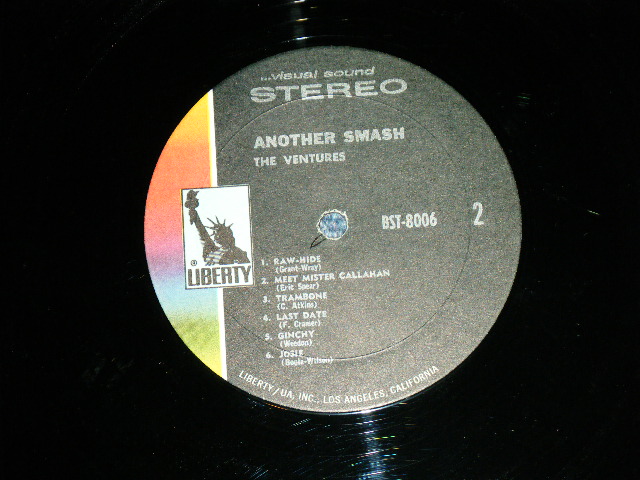 ...visual sound
STEREO
ANOTHER SMASH
THE VENTURES
BST-8006
2
LIBERTY
1. RAW-HIDE
(Grant-Wray)
2. MEET MISTER CALLAHAN
(Eric Spear)
3. TRAMBONE
(C. Atkins)
4. LAST DATE
(F. Cramer)
5. GINCHY
(Weedon)
6. JOSIE
(Bogle-Wilson)
LIBERTY/UA, INC., LOS ANGELES, CALIFORNIA